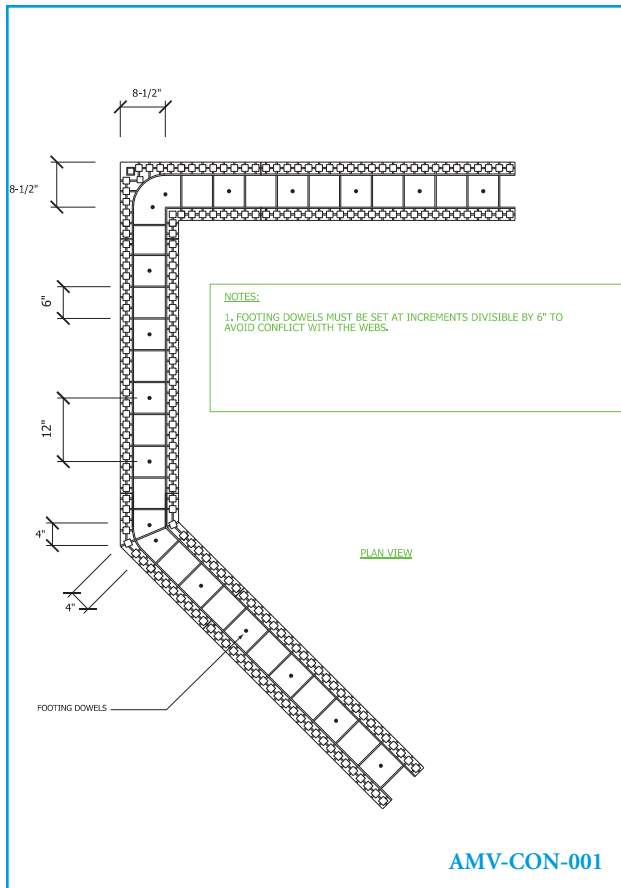 8-1/2"
8-1/2"
6"
NOTES:
1. FOOTING DOWELS MUST BE SET AT INCREMENTS DIVISIBLE BY 6" TO
AVOID CONFLICT WITH THE WEBS.
12"
4"
PLAN VIEW
4"
FOOTING DOWELS
AMV-CON-001